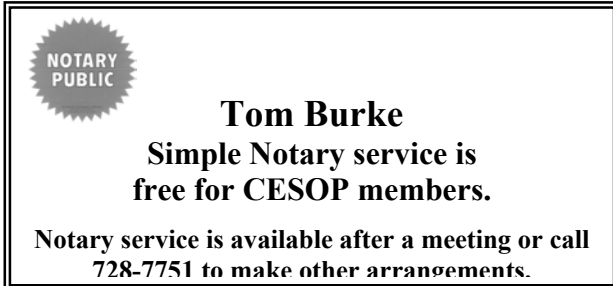 NOTARY
PUBLIC
Tom Burke
Simple Notary service is
free for CESOP members.
Notary service is available after a meeting or call
728-7751 to make other arrangements.